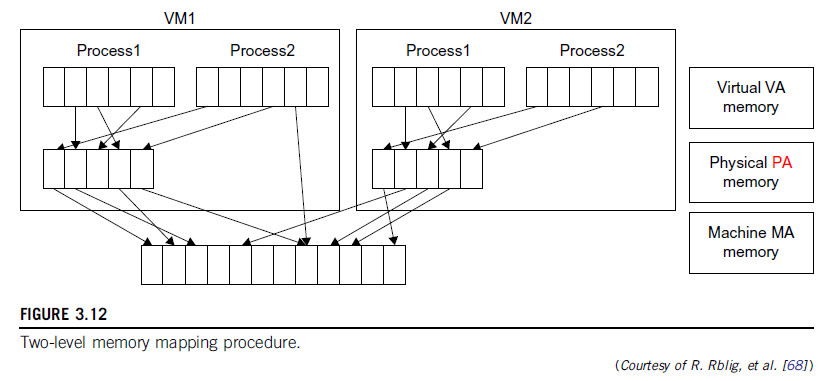 VM1
VM2
Process1
Process2
Process1
Process2
Virtual VA
memory
Physical PA
memory
Machine MA
memory
FIGURE 3.12
Two-level memory mapping procedure.
(Courtesy of R. Rblig, et al. [68])